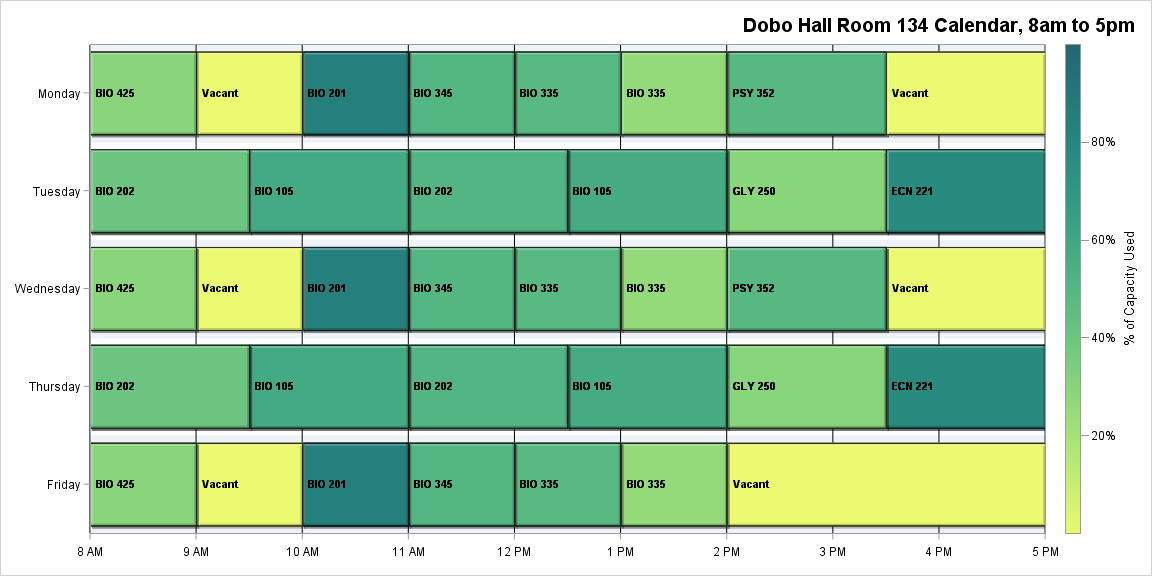 Dobo Hall Room 134 Calendar, 8am to 5pm
Monday
BIO 425
Vacant
BIO 201
BIO 345
BIO 335
BIO 335
PSY 352
Vacant
Tuesday
BIO 202
BIO 105
BIO 202
BIO 105
GLY 250
ECN 221
Wednesday
BIO 425
Vacant
BIO 201
BIO 345
BIO 335
BIO 335
PSY 352
Vacant
Thursday
BIO 202
BIO 105
BIO 202
BIO 105
GLY 250
ECN 221
Friday
BIO 425
Vacant
BIO 201
BIO 345
BIO 335
BIO 335
Vacant
8 AM
9 AM
10 AM
11 AM
12 PM
1 PM
2 PM
3 PM
4 PM
5 PM
80%
60%
40%
20%
% of Capacity Used